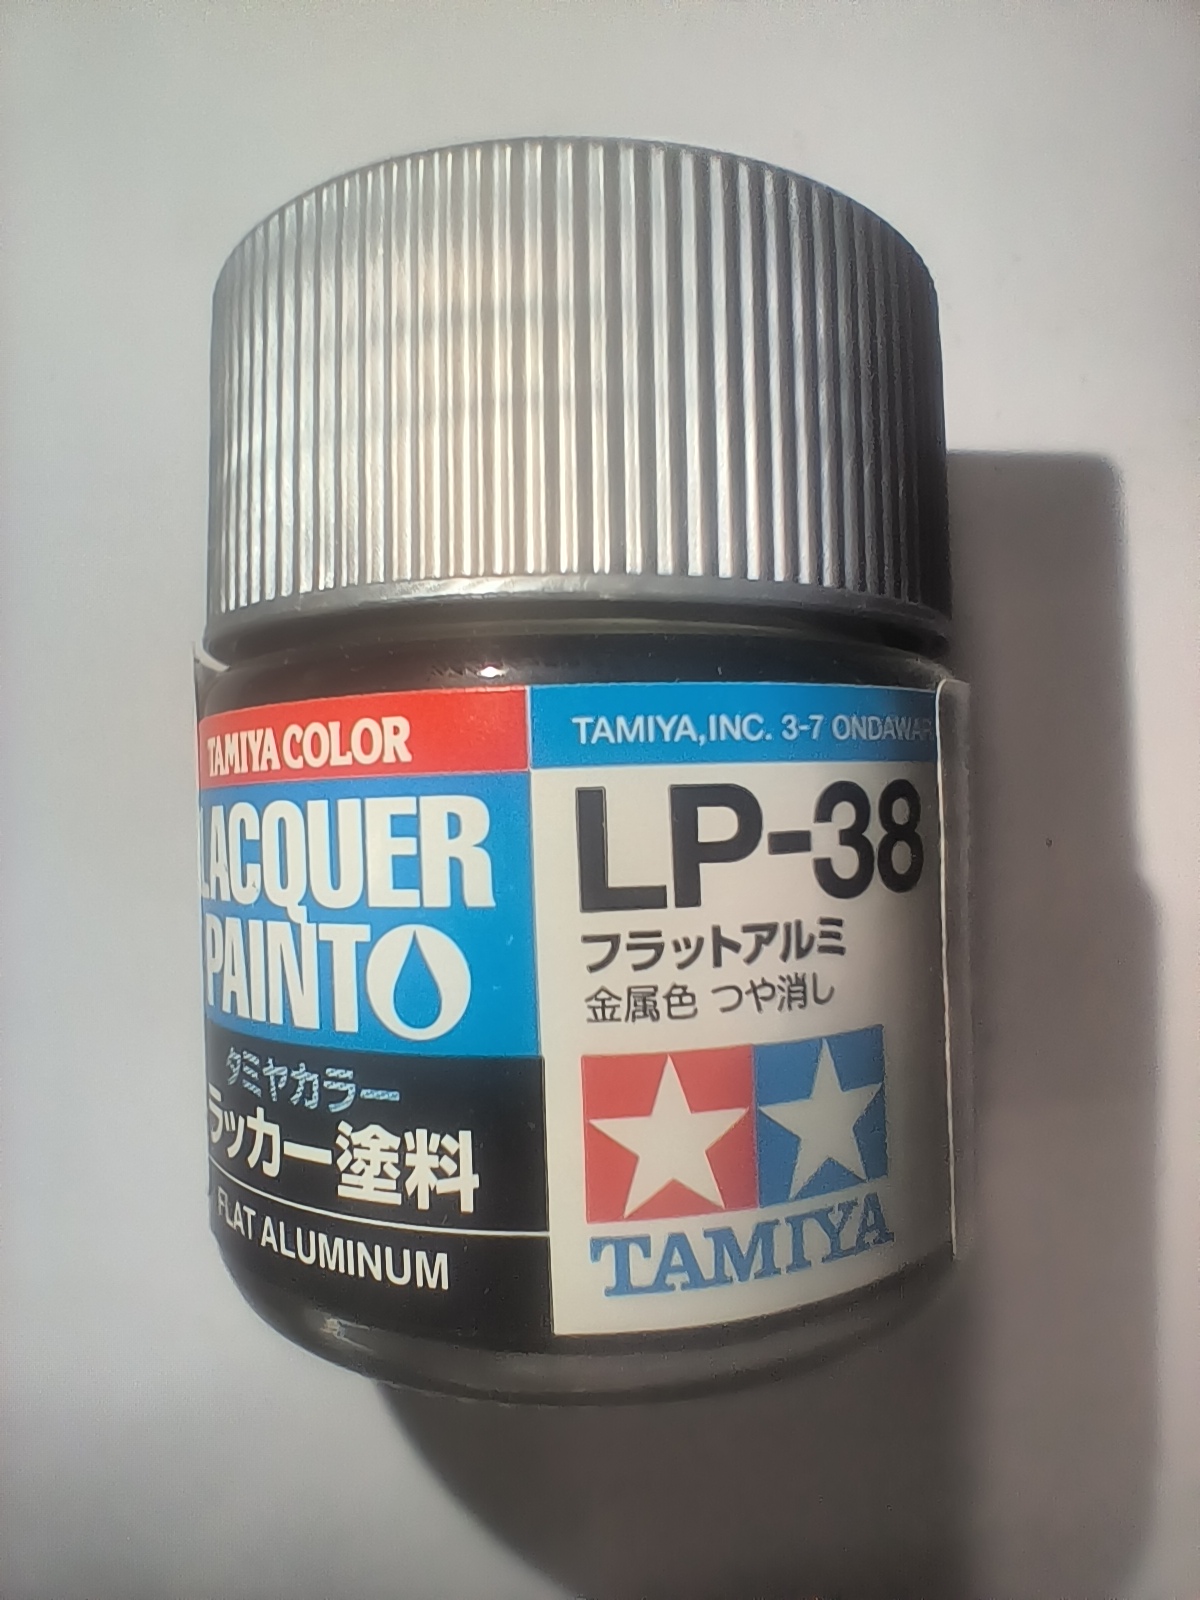 TAMIYA COLOR
LACQUER
PAINT
タミヤカラー
ラッカー塗料
FLAT ALUMINUM
TAMIYA,INC. 3-7
LP-38
フラットアルミ
金属色 つや消し
TAMIYA